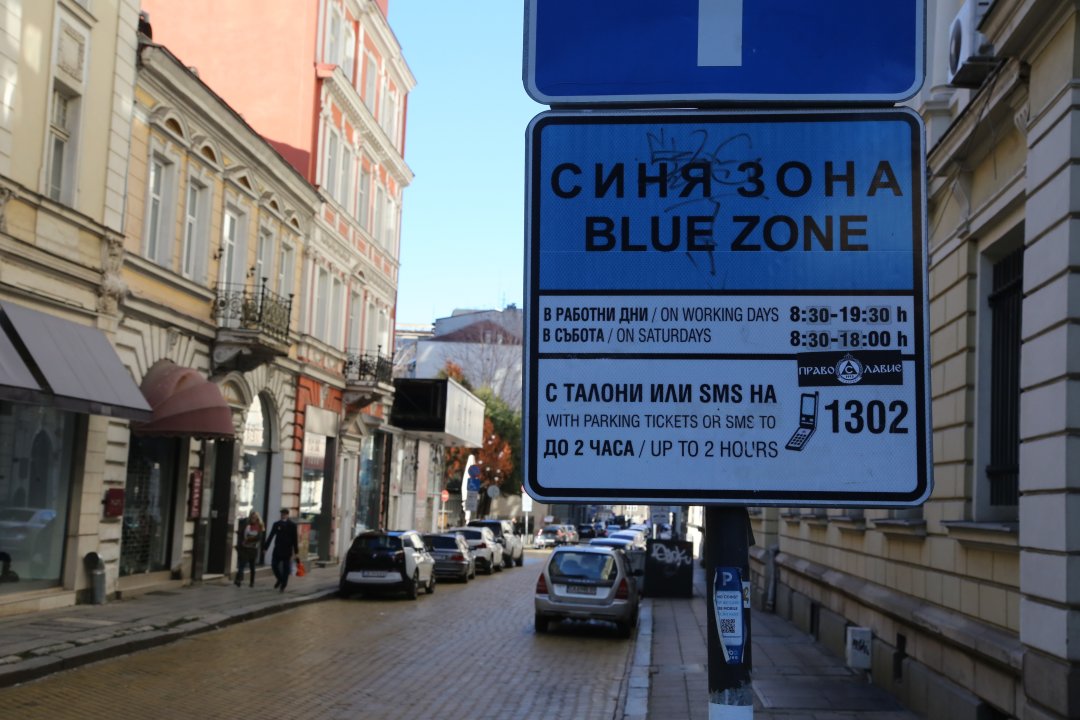 СИНЯ ЗОНА
BLUE ZONE
В РАБОТНИ ДНИ / ON WORKING DAYS 8:30-19:30 h
В СЪБОТА / ON SATURDAYS 8:30-18:00 h
ПРАВОСЛАВИЕ
С ТАЛОНИ ИЛИ SMS НА
WITH PARKING TICKETS OR SMS TO
1302
ДО 2 ЧАСА / UP TO 2 HOURS
P